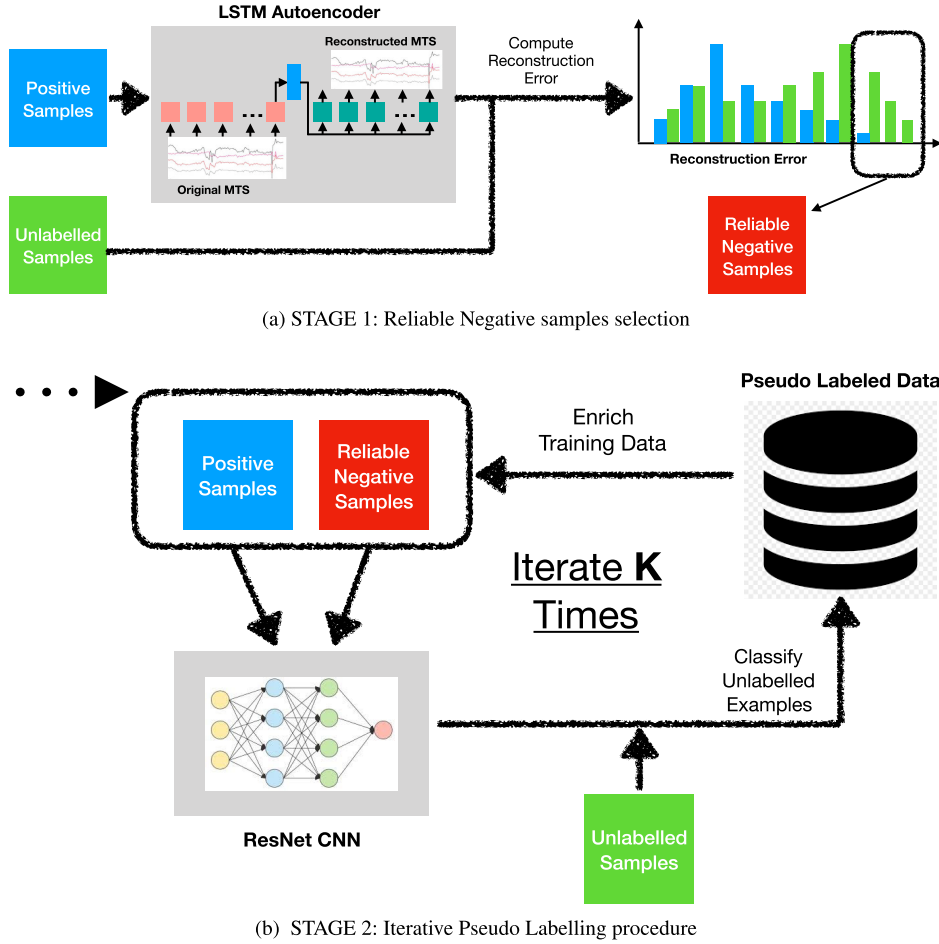 LSTM Autoencoder
Reconstructed MTS
Positive
Samples
Original MTS
Compute
Reconstruction
Error
Reconstruction Error
Unlabelled
Samples
Reliable
Negative
Samples
(a) STAGE 1: Reliable Negative samples selection
Pseudo Labeled Data
Enrich
Training Data
Positive
Samples
Reliable
Negative
Samples
Iterate K
Times
Classify
Unlabelled
Examples
ResNet CNN
Unlabelled
Samples
(b) STAGE 2: Iterative Pseudo Labelling procedure